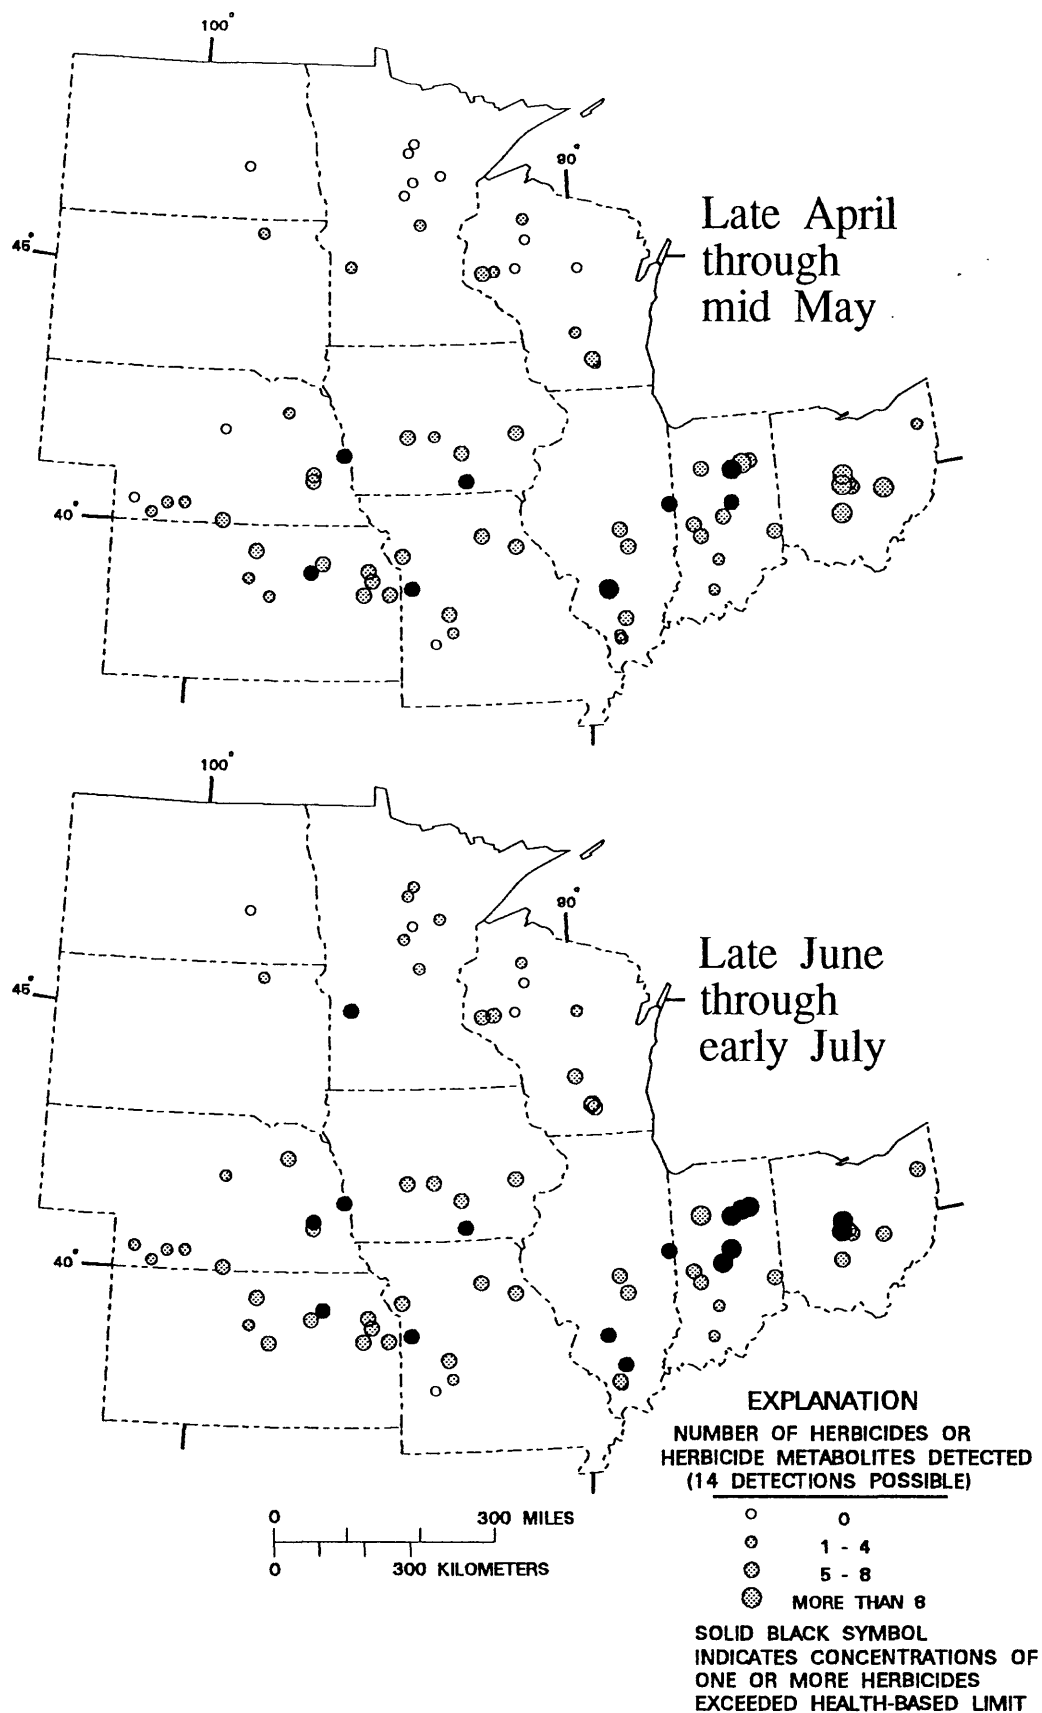 100°
90°
45°
Late April
through
mid May
40°
100°
90°
45°
Late June
through
early July
40°
EXPLANATION
NUMBER OF HERBICIDES OR
HERBICIDE METABOLITES DETECTED
(14 DETECTIONS POSSIBLE)
0 300 MILES
0 300 KILOMETERS
0
1 - 4
5 - 8
MORE THAN 8
SOLID BLACK SYMBOL
INDICATES CONCENTRATIONS OF
ONE OR MORE HERBICIDES
EXCEEDED HEALTH-BASED LIMIT